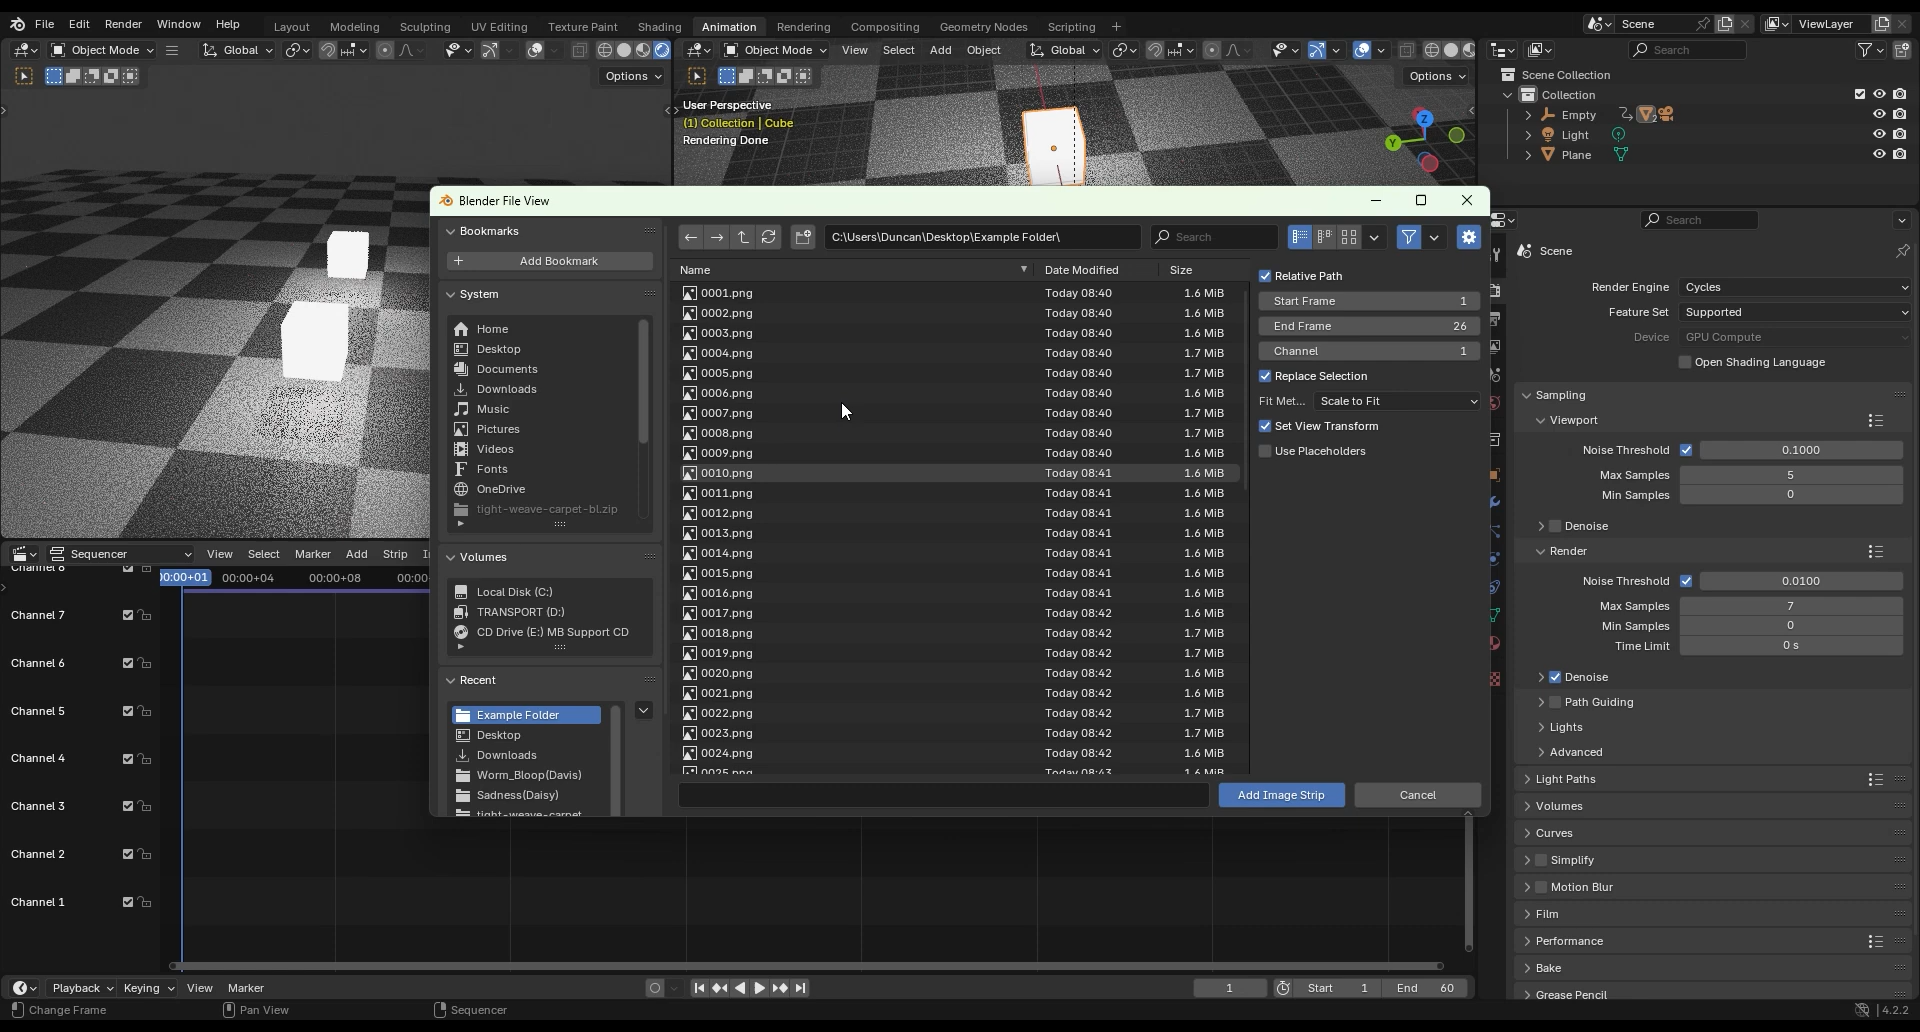 File Edit Render Window Help Layout Modeling Sculpting UV Editing Texture Paint Shading Animation Rendering Compositing Geometry Nodes Scripting + Scene ViewLayer
Object Mode Global Object Mode View Select Add Object Global Search
Options Options
User Perspective
(1) Collection | Cube
Rendering Done
Z
Y
Scene Collection
Collection
Empty 2
Light
Plane
Blender File View
Bookmarks
Add Bookmark
System
Home
Desktop
Documents
Downloads
Music
Pictures
Videos
Fonts
OneDrive
tight-weave-carpet-bl.zip
Volumes
Local Disk (C:)
TRANSPORT (D:)
CD Drive (E:) MB Support CD
Recent
Example Folder
Desktop
Downloads
Worm_Bloop(Davis)
Sadness(Daisy)
tight-weave-carpet
C:\Users\Duncan\Desktop\Example Folder\ Search
Name Date Modified Size
0001.png Today 08:40 1.6 MiB
0002.png Today 08:40 1.6 MiB
0003.png Today 08:40 1.6 MiB
0004.png Today 08:40 1.7 MiB
0005.png Today 08:40 1.7 MiB
0006.png Today 08:40 1.6 MiB
0007.png Today 08:40 1.7 MiB
0008.png Today 08:40 1.7 MiB
0009.png Today 08:40 1.6 MiB
0010.png Today 08:41 1.6 MiB
0011.png Today 08:41 1.6 MiB
0012.png Today 08:41 1.6 MiB
0013.png Today 08:41 1.6 MiB
0014.png Today 08:41 1.6 MiB
0015.png Today 08:41 1.6 MiB
0016.png Today 08:41 1.6 MiB
0017.png Today 08:42 1.6 MiB
0018.png Today 08:42 1.7 MiB
0019.png Today 08:42 1.7 MiB
0020.png Today 08:42 1.6 MiB
0021.png Today 08:42 1.6 MiB
0022.png Today 08:42 1.7 MiB
0023.png Today 08:42 1.7 MiB
0024.png Today 08:42 1.6 MiB
0025.png Today 08:43 1.6 MiB
Relative Path
Start Frame 1
End Frame 26
Channel 1
Replace Selection
Fit Met... Scale to Fit
Set View Transform
Use Placeholders
Add Image Strip Cancel
Search
Scene
Render Engine Cycles
Feature Set Supported
Device GPU Compute
Open Shading Language
Sampling
Viewport
Noise Threshold 0.1000
Max Samples 5
Min Samples 0
Denoise
Render
Noise Threshold 0.0100
Max Samples 7
Min Samples 0
Time Limit 0 s
Denoise
Path Guiding
Lights
Advanced
Light Paths
Volumes
Curves
Simplify
Motion Blur
Film
Performance
Bake
Grease Pencil
Sequencer View Select Marker Add Strip
00:00+01 00:00+04 00:00+08 00:00
Channel 8
Channel 7
Channel 6
Channel 5
Channel 4
Channel 3
Channel 2
Channel 1
Playback Keying View Marker 1 Start 1 End 60
Change Frame Pan View Sequencer 4.2.2